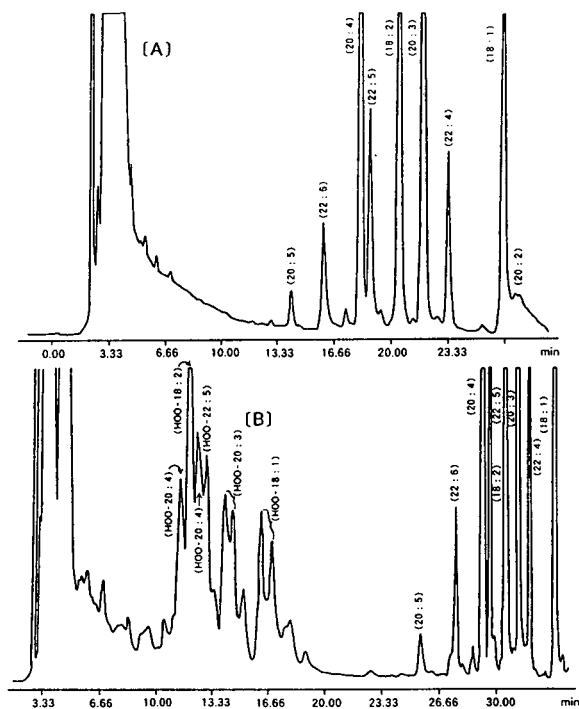 [A]
(20:5)
(22:6)
(20:4)
(22:5)
(18:2)
(20:3)
(22:4)
(18:1)
(20:2)
0.00 3.33 6.66 10.00 13.33 16.66 20.00 23.33 min
[B]
(HOO-20:4)
(HOO-18:2)
(HOO-20:4)
(HOO-22:5)
(HOO-20:3)
(HOO-18:1)
(20:5)
(22:6)
(20:4)
(18:2)
(22:5)
(20:3)
(22:4)
(18:1)
3.33 6.66 10.00 13.33 16.66 20.00 26.66 30.00 min